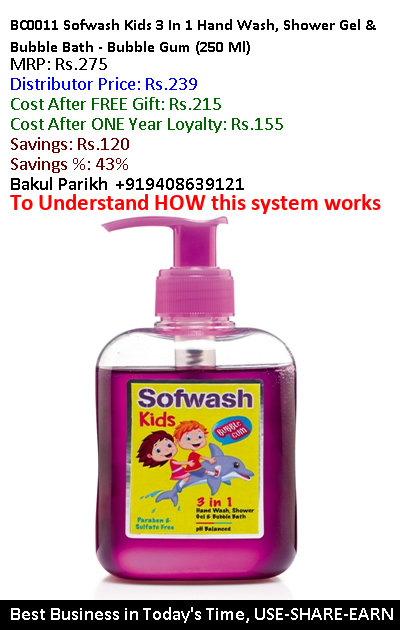 BC0011 Sofwash Kids 3 In 1 Hand Wash, Shower Gel &
Bubble Bath - Bubble Gum (250 Ml)
MRP: Rs.275
Distributor Price: Rs.239
Cost After FREE Gift: Rs.215
Cost After ONE Year Loyalty: Rs.155
Savings: Rs.120
Savings %: 43%
Bakul Parikh +919408639121
To Understand HOW this system works
Sofwash
Kids
BUBBLE
GUM
3 in 1
Hand Wash, Shower
Gel & Bubble Bath
Paraben &
Sulfate Free
pH Balanced
Best Business in Today's Time, USE-SHARE-EARN